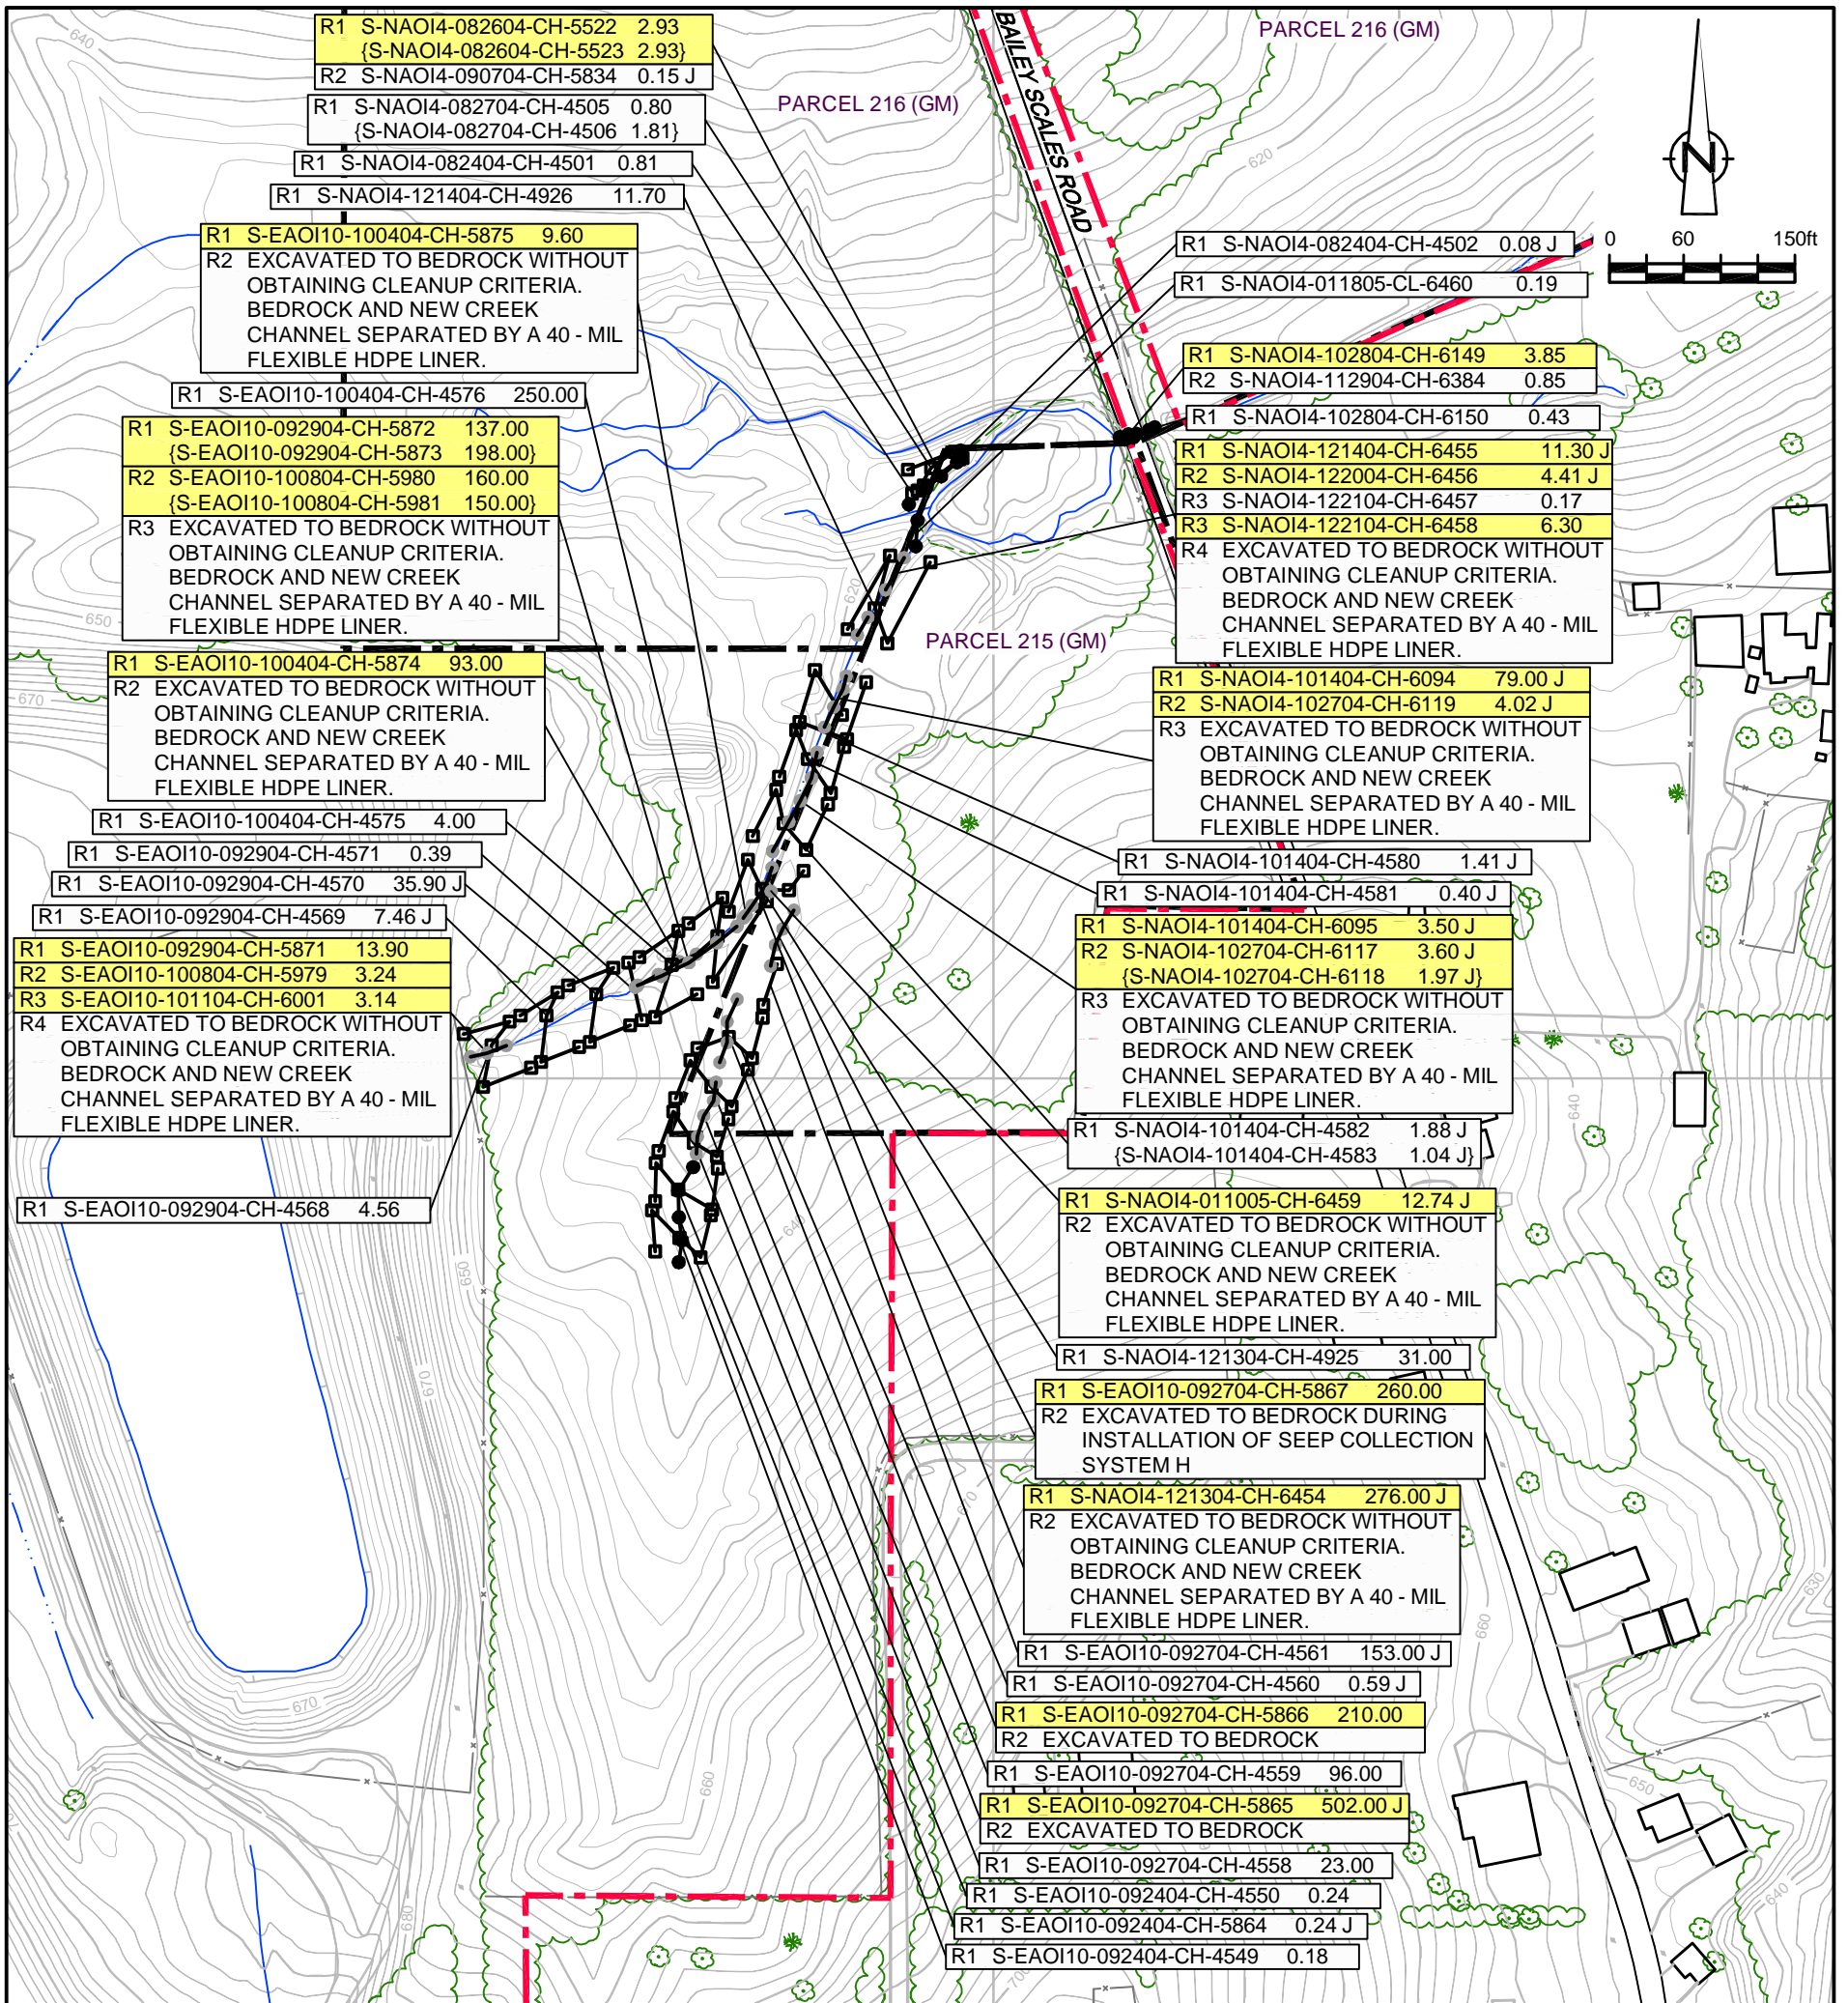 R1 S-NAOI4-082604-CH-5522 2.93
{S-NAOI4-082604-CH-5523 2.93}
R2 S-NAOI4-090704-CH-5834 0.15 J
R1 S-NAOI4-082704-CH-4505 0.80
{S-NAOI4-082704-CH-4506 1.81}
R1 S-NAOI4-082404-CH-4501 0.81
R1 S-NAOI4-121404-CH-4926 11.70
R1 S-EAOI10-100404-CH-5875 9.60
R2 EXCAVATED TO BEDROCK WITHOUT
OBTAINING CLEANUP CRITERIA.
BEDROCK AND NEW CREEK
CHANNEL SEPARATED BY A 40 - MIL
FLEXIBLE HDPE LINER.
R1 S-EAOI10-100404-CH-4576 250.00
R1 S-EAOI10-092904-CH-5872 137.00
{S-EAOI10-092904-CH-5873 198.00}
R2 S-EAOI10-100804-CH-5980 160.00
{S-EAOI10-100804-CH-5981 150.00}
R3 EXCAVATED TO BEDROCK WITHOUT
OBTAINING CLEANUP CRITERIA.
BEDROCK AND NEW CREEK
CHANNEL SEPARATED BY A 40 - MIL
FLEXIBLE HDPE LINER.
R1 S-EAOI10-100404-CH-5874 93.00
R2 EXCAVATED TO BEDROCK WITHOUT
OBTAINING CLEANUP CRITERIA.
BEDROCK AND NEW CREEK
CHANNEL SEPARATED BY A 40 - MIL
FLEXIBLE HDPE LINER.
R1 S-EAOI10-100404-CH-4575 4.00
R1 S-EAOI10-092904-CH-4571 0.39
R1 S-EAOI10-092904-CH-4570 35.90 J
R1 S-EAOI10-092904-CH-4569 7.46 J
R1 S-EAOI10-092904-CH-5871 13.90
R2 S-EAOI10-100804-CH-5979 3.24
R3 S-EAOI10-101104-CH-6001 3.14
R4 EXCAVATED TO BEDROCK WITHOUT
OBTAINING CLEANUP CRITERIA.
BEDROCK AND NEW CREEK
CHANNEL SEPARATED BY A 40 - MIL
FLEXIBLE HDPE LINER.
R1 S-EAOI10-092904-CH-4568 4.56
PARCEL 216 (GM)
PARCEL 216 (GM)
BAILEY SCALES ROAD
PARCEL 215 (GM)
N
0 60 150ft
R1 S-NAOI4-082404-CH-4502 0.08 J
R1 S-NAOI4-011805-CL-6460 0.19
R1 S-NAOI4-102804-CH-6149 3.85
R2 S-NAOI4-112904-CH-6384 0.85
R1 S-NAOI4-102804-CH-6150 0.43
R1 S-NAOI4-121404-CH-6455 11.30 J
R2 S-NAOI4-122004-CH-6456 4.41 J
R3 S-NAOI4-122104-CH-6457 0.17
R3 S-NAOI4-122104-CH-6458 6.30
R4 EXCAVATED TO BEDROCK WITHOUT
OBTAINING CLEANUP CRITERIA.
BEDROCK AND NEW CREEK
CHANNEL SEPARATED BY A 40 - MIL
FLEXIBLE HDPE LINER.
R1 S-NAOI4-101404-CH-6094 79.00 J
R2 S-NAOI4-102704-CH-6119 4.02 J
R3 EXCAVATED TO BEDROCK WITHOUT
OBTAINING CLEANUP CRITERIA.
BEDROCK AND NEW CREEK
CHANNEL SEPARATED BY A 40 - MIL
FLEXIBLE HDPE LINER.
R1 S-NAOI4-101404-CH-4580 1.41 J
R1 S-NAOI4-101404-CH-4581 0.40 J
R1 S-NAOI4-101404-CH-6095 3.50 J
R2 S-NAOI4-102704-CH-6117 3.60 J
{S-NAOI4-102704-CH-6118 1.97 J}
R3 EXCAVATED TO BEDROCK WITHOUT
OBTAINING CLEANUP CRITERIA.
BEDROCK AND NEW CREEK
CHANNEL SEPARATED BY A 40 - MIL
FLEXIBLE HDPE LINER.
R1 S-NAOI4-101404-CH-4582 1.88 J
{S-NAOI4-101404-CH-4583 1.04 J}
R1 S-NAOI4-011005-CH-6459 12.74 J
R2 EXCAVATED TO BEDROCK WITHOUT
OBTAINING CLEANUP CRITERIA.
BEDROCK AND NEW CREEK
CHANNEL SEPARATED BY A 40 - MIL
FLEXIBLE HDPE LINER.
R1 S-NAOI4-121304-CH-4925 31.00
R1 S-EAOI10-092704-CH-5867 260.00
R2 EXCAVATED TO BEDROCK DURING
INSTALLATION OF SEEP COLLECTION
SYSTEM H
R1 S-NAOI4-121304-CH-6454 276.00 J
R2 EXCAVATED TO BEDROCK WITHOUT
OBTAINING CLEANUP CRITERIA.
BEDROCK AND NEW CREEK
CHANNEL SEPARATED BY A 40 - MIL
FLEXIBLE HDPE LINER.
R1 S-EAOI10-092704-CH-4561 153.00 J
R1 S-EAOI10-092704-CH-4560 0.59 J
R1 S-EAOI10-092704-CH-5866 210.00
R2 EXCAVATED TO BEDROCK
R1 S-EAOI10-092704-CH-4559 96.00
R1 S-EAOI10-092704-CH-5865 502.00 J
R2 EXCAVATED TO BEDROCK
R1 S-EAOI10-092704-CH-4558 23.00
R1 S-EAOI10-092404-CH-4550 0.24
R1 S-EAOI10-092404-CH-5864 0.24 J
R1 S-EAOI10-092404-CH-4549 0.18
640
620
650
670
620
640
650
670
670
680
660
670
700
660
640
630
650
640